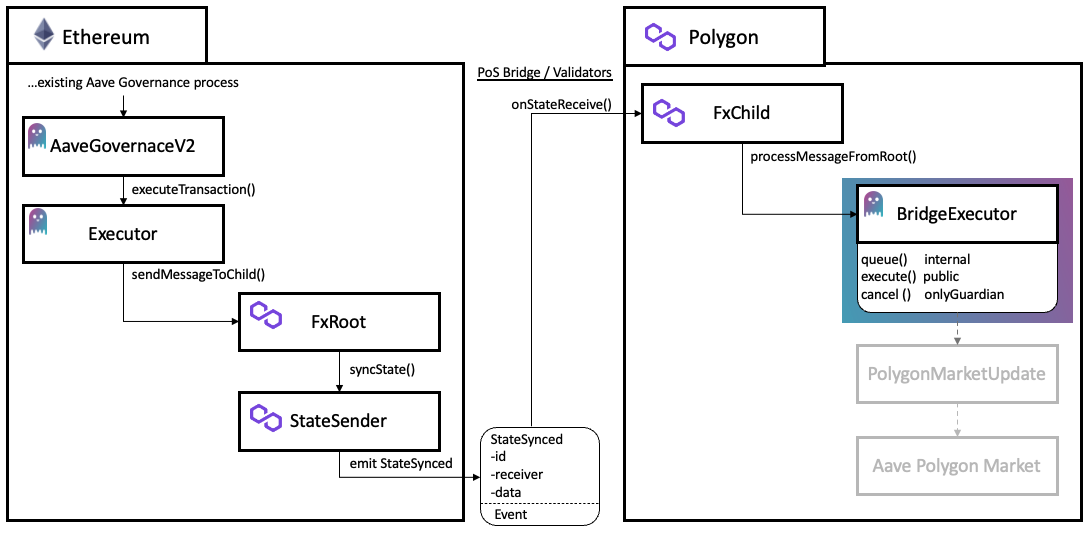 Ethereum
...existing Aave Governance process
AaveGovernaceV2
executeTransaction()
Executor
sendMessageToChild()
FxRoot
syncState()
StateSender
emit StateSynced
PoS Bridge / Validators
onStateReceive()
StateSynced
-id
-receiver
-data
Event
Polygon
FxChild
processMessageFromRoot()
BridgeExecutor
queue() internal
execute() public
cancel () onlyGuardian
PolygonMarketUpdate
Aave Polygon Market